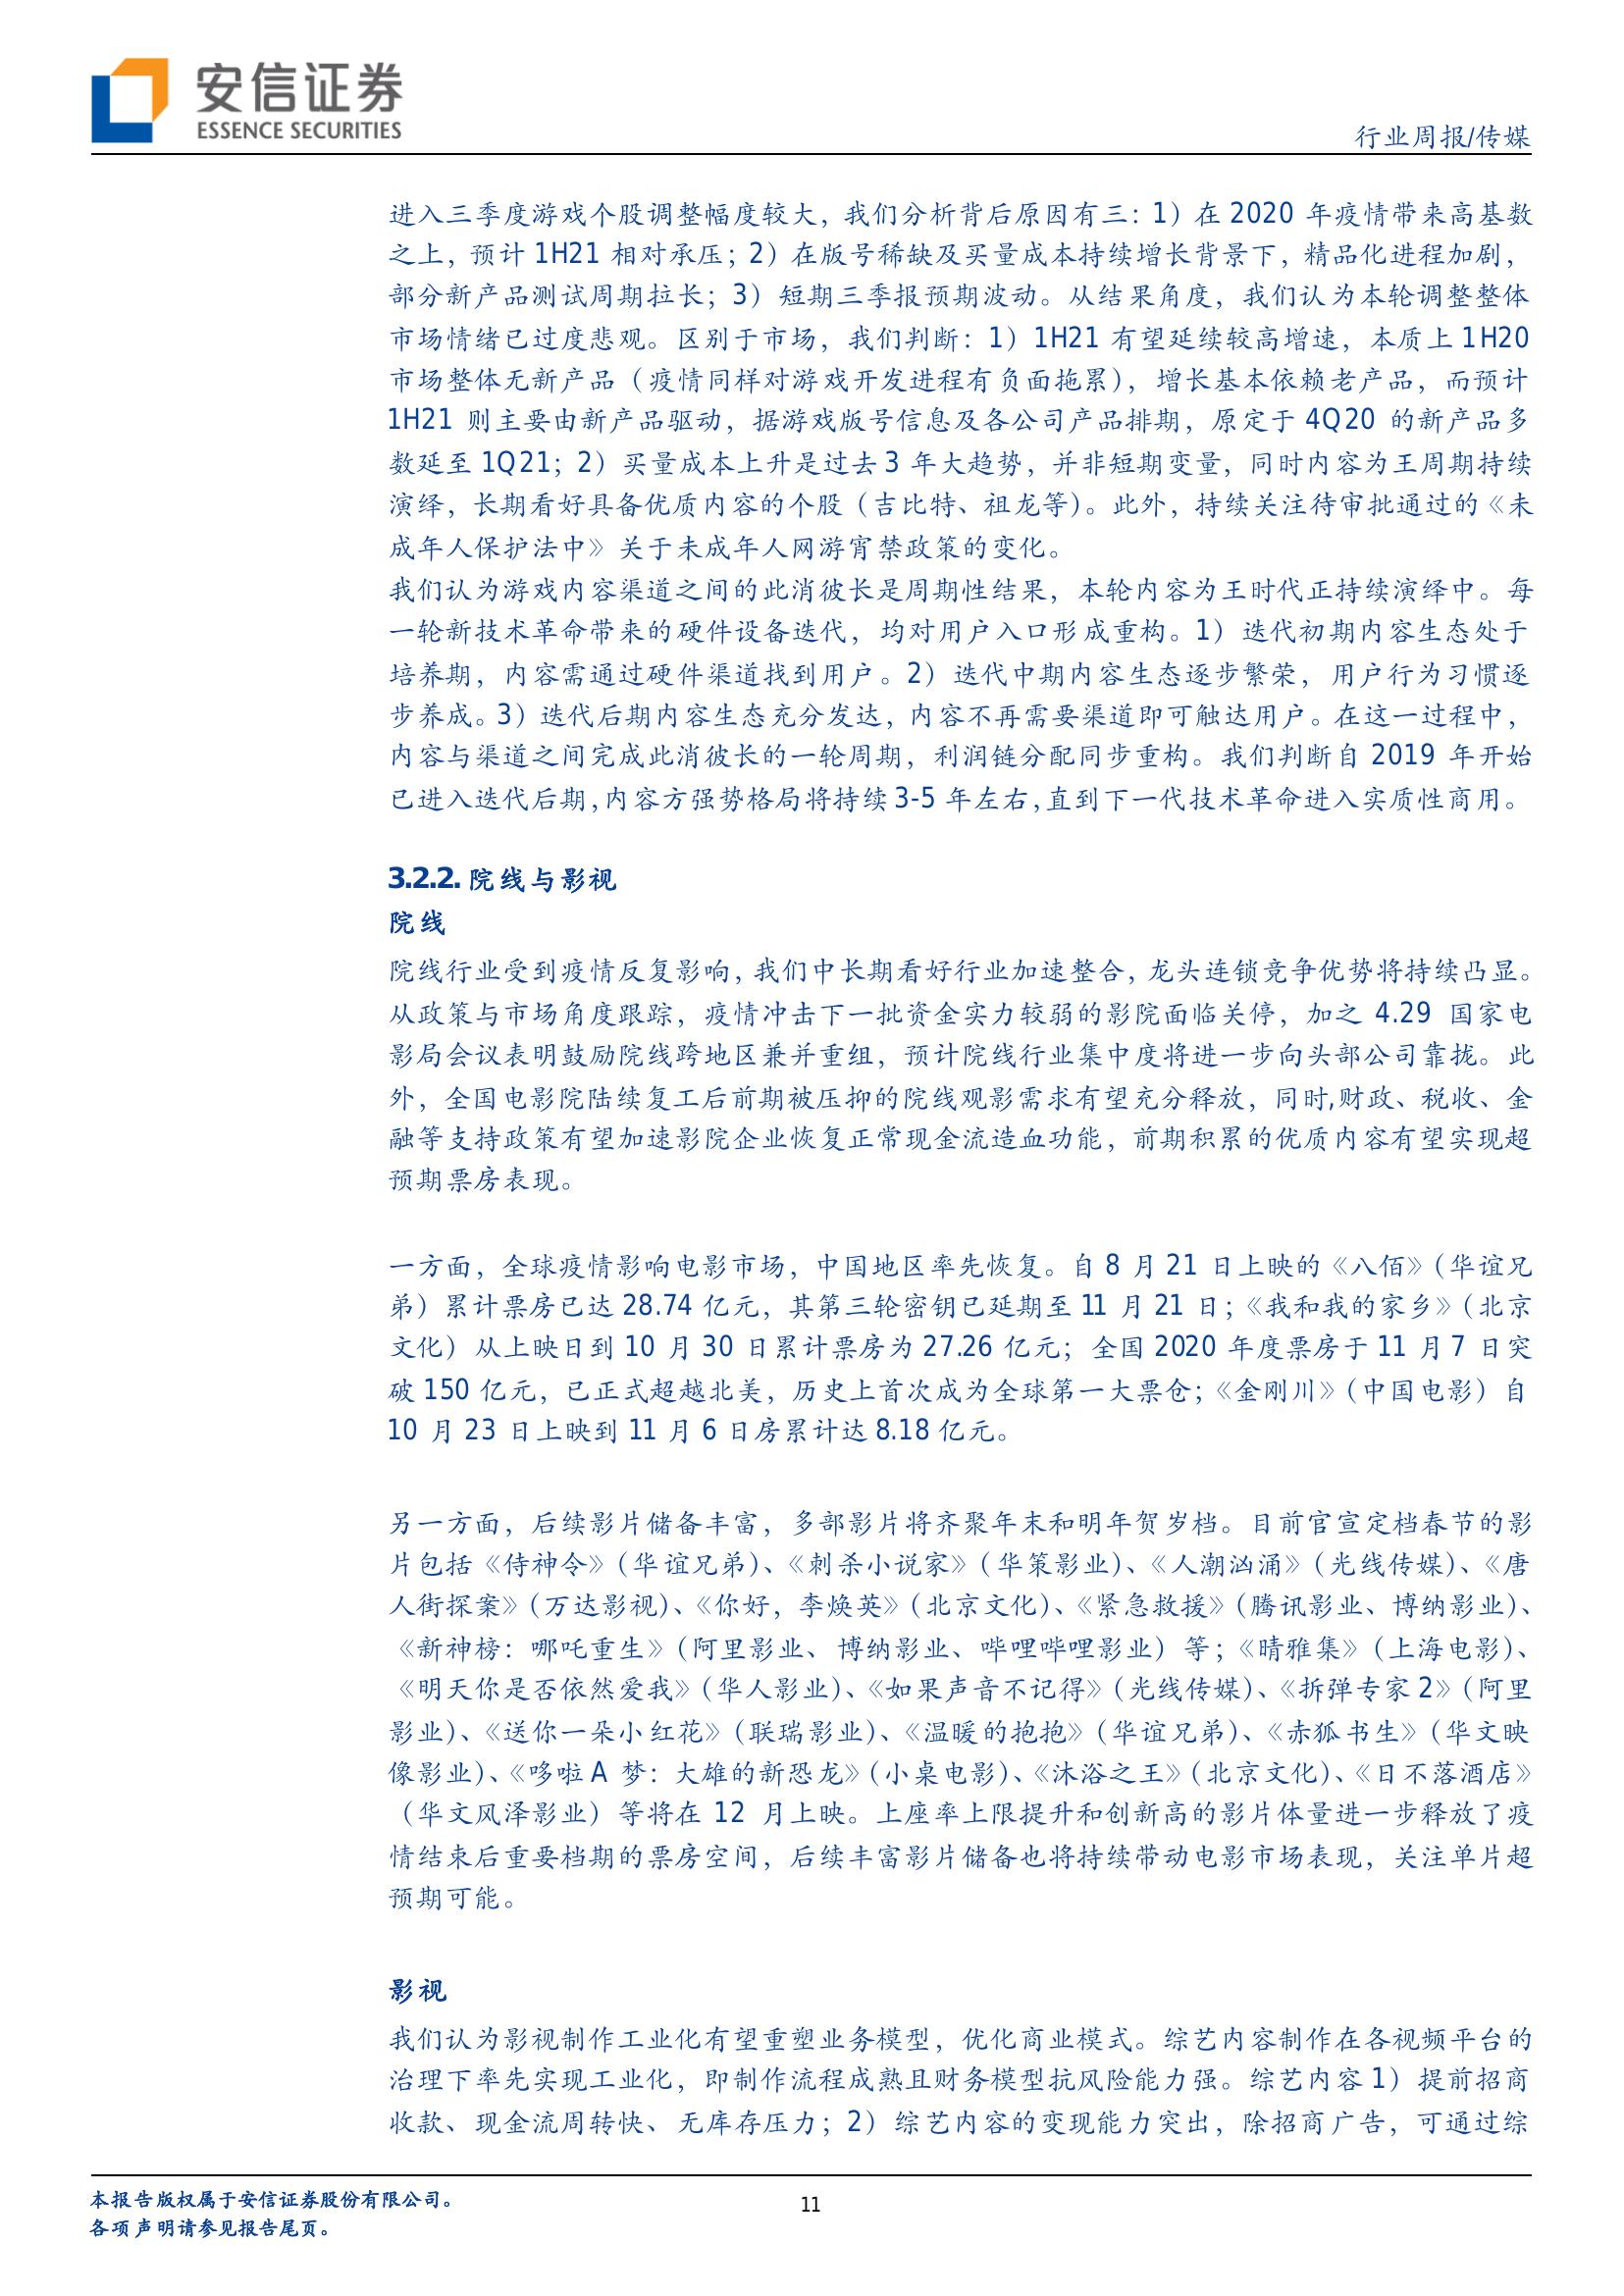 安信证券
ESSENCE SECURITIES
行业周报/传媒
进入三季度游戏个股调整幅度较大，我们分析背后原因有三：1）在 2020 年疫情带来高基数
之上，预计 1H21 相对承压；2）在版号稀缺及买量成本持续增长背景下，精品化进程加剧，
部分新产品测试周期拉长；3）短期三季报预期波动。从结果角度，我们认为本轮调整整体
市场情绪已过度悲观。区别于市场，我们判断：1）1H21 有望延续较高增速，本质上 1H20
市场整体无新产品（疫情同样对游戏开发进程有负面拖累），增长基本依赖老产品，而预计
1H21 则主要由新产品驱动，据游戏版号信息及各公司产品排期，原定于 4Q20 的新产品多
数延至 1Q21；2）买量成本上升是过去 3 年大趋势，并非短期变量，同时内容为王周期持续
演绎，长期看好具备优质内容的个股（吉比特、祖龙等）。此外，持续关注待审批通过的《未
成年人保护法中》关于未成年人网游宵禁政策的变化。
我们认为游戏内容渠道之间的此消彼长是周期性结果，本轮内容为王时代正持续演绎中。每
一轮新技术革命带来的硬件设备迭代，均对用户入口形成重构。1）迭代初期内容生态处于
培养期，内容需通过硬件渠道找到用户。2）迭代中期内容生态逐步繁荣，用户行为习惯逐
步养成。3）迭代后期内容生态充分发达，内容不再需要渠道即可触达用户。在这一过程中，
内容与渠道之间完成此消彼长的一轮周期，利润链分配同步重构。我们判断自 2019 年开始
已进入迭代后期,内容方强势格局将持续 3-5 年左右,直到下一代技术革命进入实质性商用。
3.2.2. 院线与影视
院线
院线行业受到疫情反复影响,我们中长期看好行业加速整合,龙头连锁竞争优势将持续凸显。
从政策与市场角度跟踪，疫情冲击下一批资金实力较弱的影院面临关停，加之 4.29 国家电
影局会议表明鼓励院线跨地区兼并重组，预计院线行业集中度将进一步向头部公司靠拢。此
外，全国电影院陆续复工后前期被压抑的院线观影需求有望充分释放，同时,财政、税收、金
融等支持政策有望加速影院企业恢复正常现金流造血功能，前期积累的优质内容有望实现超
预期票房表现。
一方面，全球疫情影响电影市场，中国地区率先恢复。自 8 月 21 日上映的《八佰》（华谊兄
弟）累计票房已达 28.74 亿元，其第三轮密钥已延期至 11 月 21 日；《我和我的家乡》（北京
文化）从上映日到 10 月 30 日累计票房为 27.26 亿元；全国 2020 年度票房于 11 月 7 日突
破 150 亿元，已正式超越北美，历史上首次成为全球第一大票仓；《金刚川》（中国电影）自
10 月 23 日上映到 11 月 6 日房累计达 8.18 亿元。
另一方面，后续影片储备丰富，多部影片将齐聚年末和明年贺岁档。目前官宣定档春节的影
片包括《侍神令》（华谊兄弟）、《刺杀小说家》（华策影业）、《人潮汹涌》（光线传媒）、《唐
人街探案》（万达影视）、《你好，李焕英》（北京文化）、《紧急救援》（腾讯影业、博纳影业）、
《新神榜：哪吒重生》（阿里影业、博纳影业、哔哩哔哩影业）等；《晴雅集》（上海电影）、
《明天你是否依然爱我》（华人影业）、《如果声音不记得》（光线传媒）、《拆弹专家 2》（阿里
影业）、《送你一朵小红花》（联瑞影业）、《温暖的抱抱》（华谊兄弟）、《赤狐书生》（华文映
像影业）、《哆啦 A 梦：大雄的新恐龙》（小桌电影）、《沐浴之王》（北京文化）、《日不落酒店》
（华文风泽影业）等将在 12 月上映。上座率上限提升和创新高的影片体量进一步释放了疫
情结束后重要档期的票房空间，后续丰富影片储备也将持续带动电影市场表现，关注单片超
预期可能。
影视
我们认为影视制作工业化有望重塑业务模型，优化商业模式。综艺内容制作在各视频平台的
治理下率先实现工业化，即制作流程成熟且财务模型抗风险能力强。综艺内容 1）提前招商
收款、现金流周转快、无库存压力；2）综艺内容的变现能力突出，除招商广告，可通过综
本报告版权属于安信证券股份有限公司。
各项声明请参见报告尾页。
11